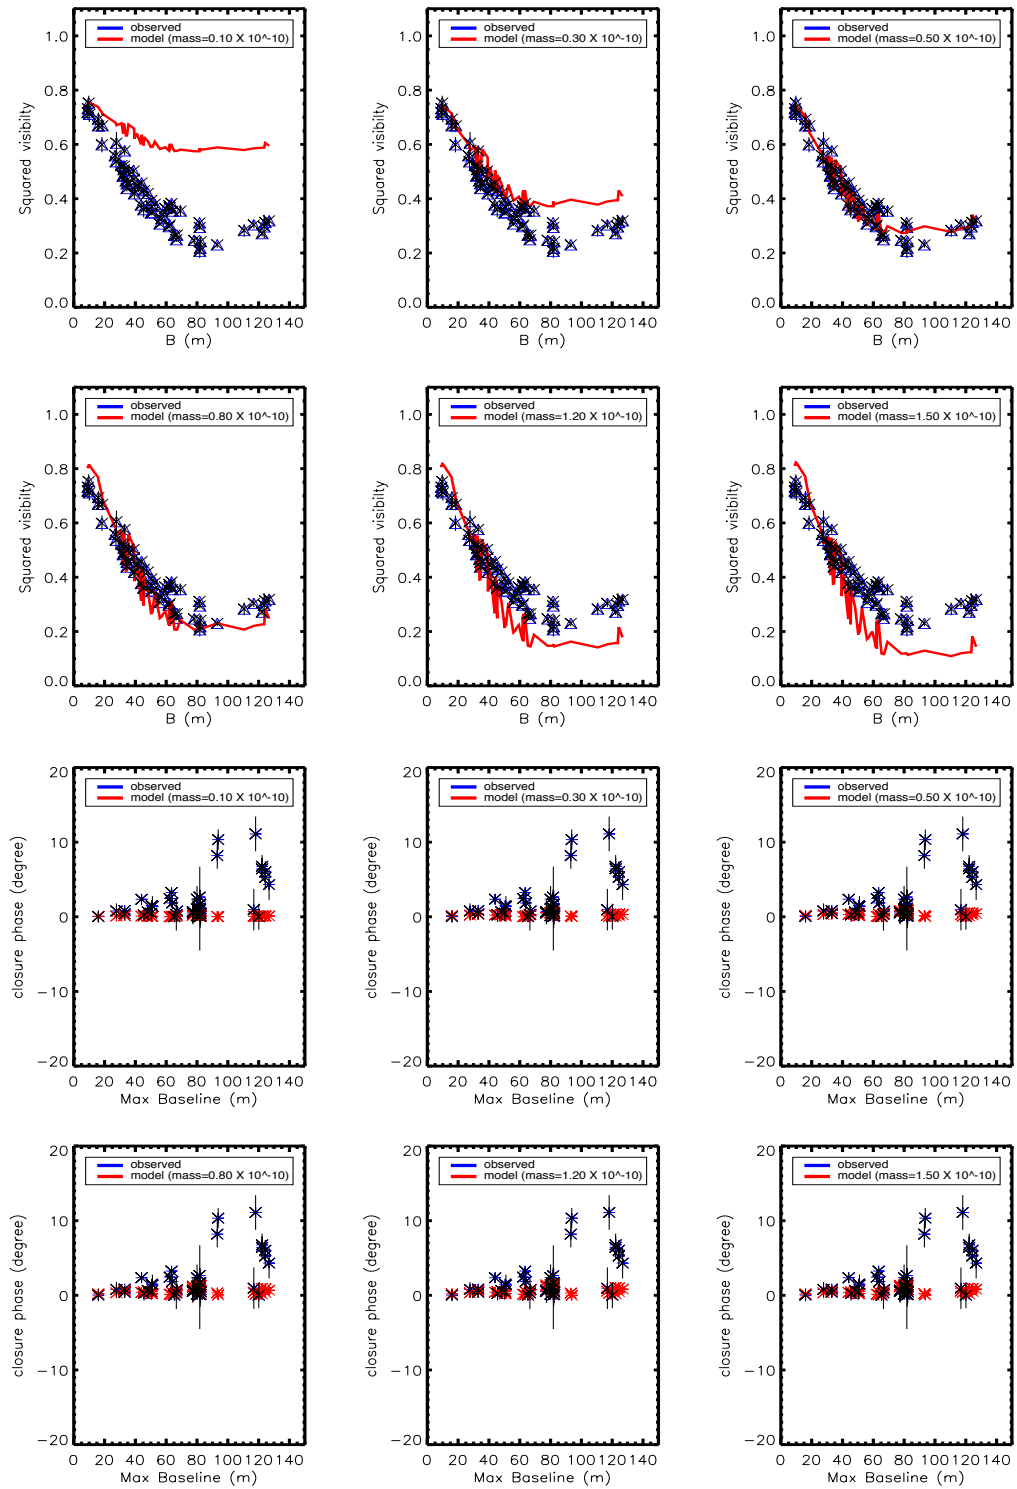 observed
model (mass=0.10 X 10^-10)
1.0
0.8
0.6
0.4
0.2
0.0
Squared visibilty
0 20 40 60 80 100 120 140
B (m)
observed
model (mass=0.30 X 10^-10)
1.0
0.8
0.6
0.4
0.2
0.0
Squared visibilty
0 20 40 60 80 100 120 140
B (m)
observed
model (mass=0.50 X 10^-10)
1.0
0.8
0.6
0.4
0.2
0.0
Squared visibilty
0 20 40 60 80 100 120 140
B (m)
observed
model (mass=0.80 X 10^-10)
1.0
0.8
0.6
0.4
0.2
0.0
Squared visibilty
0 20 40 60 80 100 120 140
B (m)
observed
model (mass=1.20 X 10^-10)
1.0
0.8
0.6
0.4
0.2
0.0
Squared visibilty
0 20 40 60 80 100 120 140
B (m)
observed
model (mass=1.50 X 10^-10)
1.0
0.8
0.6
0.4
0.2
0.0
Squared visibilty
0 20 40 60 80 100 120 140
B (m)
observed
model (mass=0.10 X 10^-10)
20
10
0
−10
−20
closure phase (degree)
0 20 40 60 80 100 120 140
Max Baseline (m)
observed
model (mass=0.30 X 10^-10)
20
10
0
−10
−20
closure phase (degree)
0 20 40 60 80 100 120 140
Max Baseline (m)
observed
model (mass=0.50 X 10^-10)
20
10
0
−10
−20
closure phase (degree)
0 20 40 60 80 100 120 140
Max Baseline (m)
observed
model (mass=0.80 X 10^-10)
20
10
0
−10
−20
closure phase (degree)
0 20 40 60 80 100 120 140
Max Baseline (m)
observed
model (mass=1.20 X 10^-10)
20
10
0
−10
−20
closure phase (degree)
0 20 40 60 80 100 120 140
Max Baseline (m)
observed
model (mass=1.50 X 10^-10)
20
10
0
−10
−20
closure phase (degree)
0 20 40 60 80 100 120 140
Max Baseline (m)